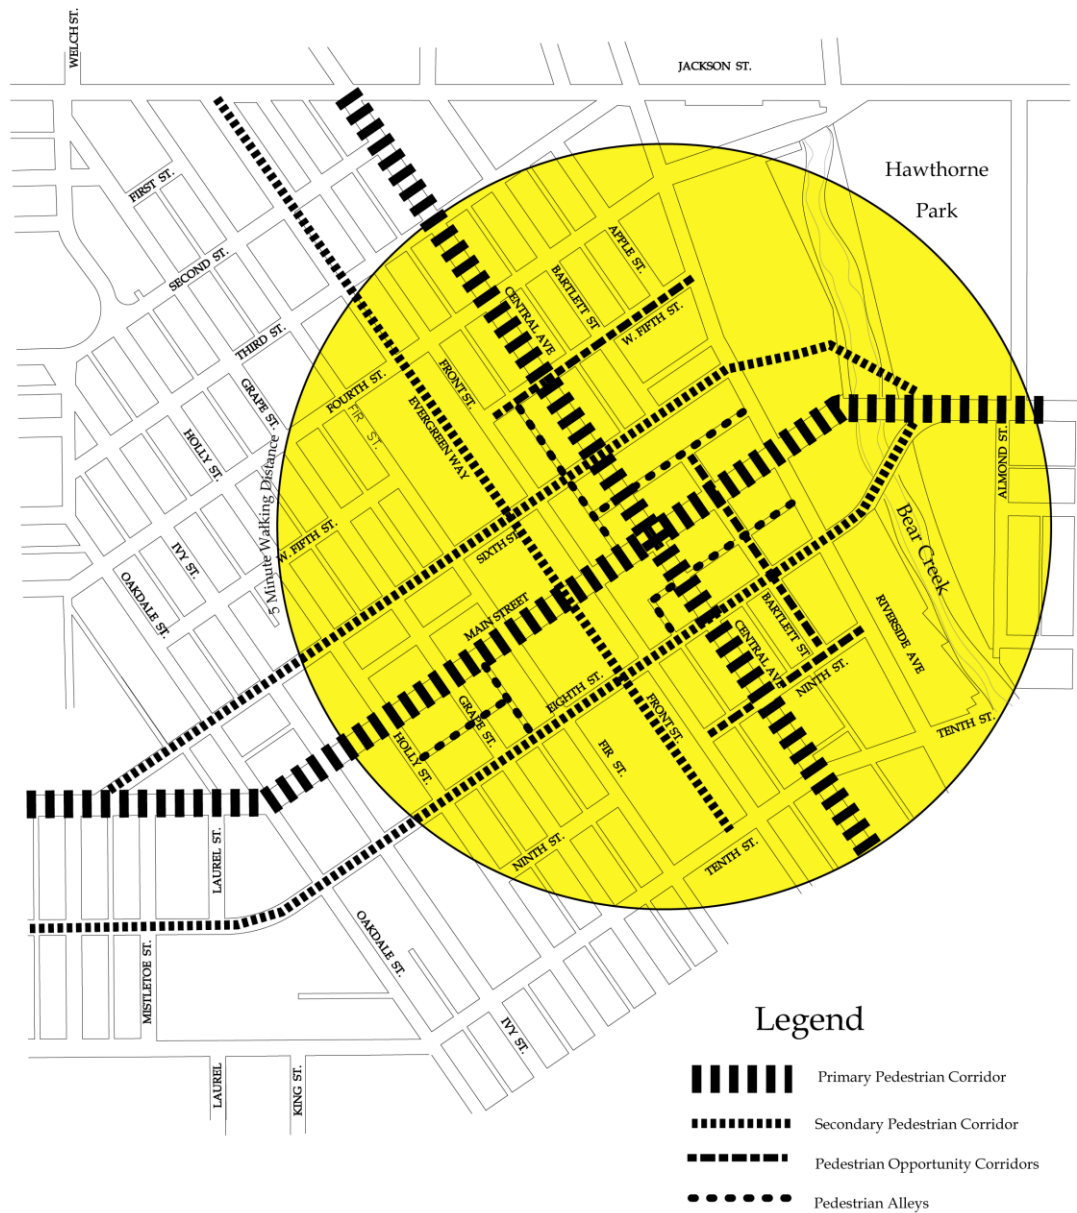 WELCH ST.
JACKSON ST.
Hawthorne
Park
FIRST ST.
SECOND ST.
THIRD ST.
APPLE ST.
BARTLETT ST
CENTRAL AVE
W. FIFTH ST.
FRONT ST.
FOURTH ST.
FIR ST.
EVERGREEN WAY
GRAPE ST.
HOLLY ST.
5 Minute Walking Distance
W. FIFTH ST.
IVY ST.
OAKDALE ST.
SIXTH ST
MAIN STREET
ALMOND ST.
Bear Creek
RIVERSIDE AVE
BARTLETT ST
CENTRAL AVE
NINTH ST.
TENTH ST.
EIGHTH ST.
FRONT ST.
GRAPE ST.
HOLLY ST.
FIR ST.
LAUREL ST.
NINTH ST.
TENTH ST.
OAKDALE ST.
MISTLETOE ST.
IVY ST.
LAUREL
KING ST.
Legend
Primary Pedestrian Corridor
Secondary Pedestrian Corridor
Pedestrian Opportunity Corridors
Pedestrian Alleys